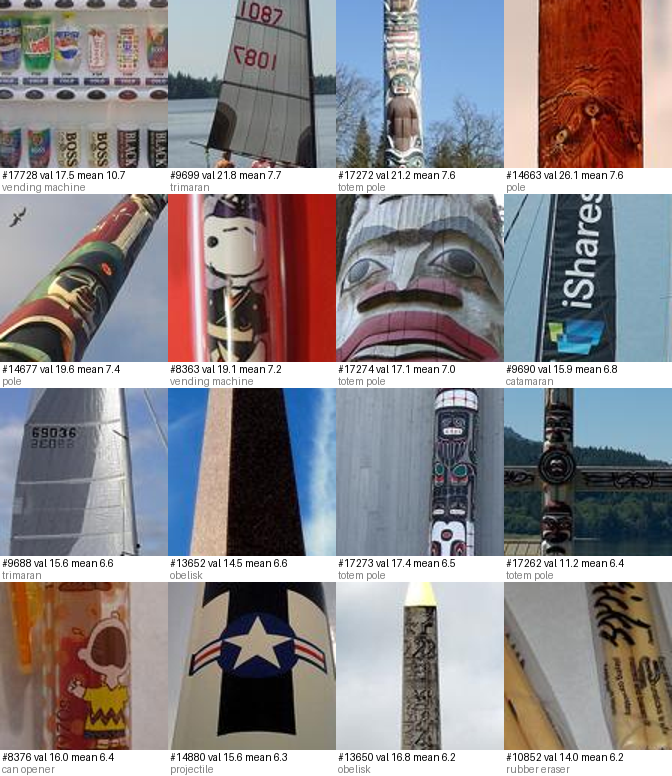 PEPSI
BOSS
BOSS
BLACK
BLACK
#17728 val 17.5 mean 10.7
vending machine
1087
1087
#9699 val 21.8 mean 7.7
trimaran
#17272 val 21.2 mean 7.6
totem pole
#14663 val 26.1 mean 7.6
pole
#14677 val 19.6 mean 7.4
pole
#8363 val 19.1 mean 7.2
vending machine
#17274 val 17.1 mean 7.0
totem pole
iShares
#9690 val 15.9 mean 6.8
catamaran
69036
#9688 val 15.6 mean 6.6
trimaran
#13652 val 14.5 mean 6.6
obelisk
#17273 val 17.4 mean 6.5
totem pole
#17262 val 11.2 mean 6.4
totem pole
#8376 val 16.0 mean 6.4
can opener
#14880 val 15.6 mean 6.3
projectile
#13650 val 16.8 mean 6.2
obelisk
#10852 val 14.0 mean 6.2
rubber eraser